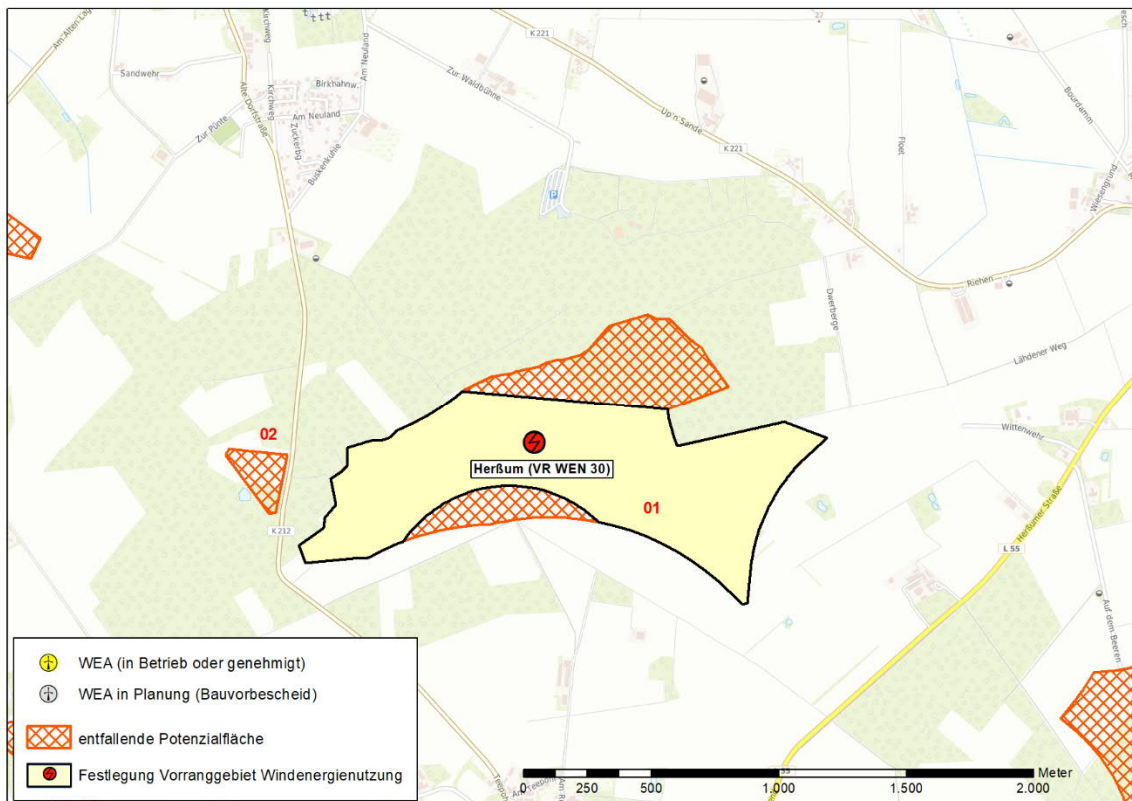 Am Alten Läg
ttt
Kirchweg
K 221
27
Sandwehr
Birkhahnw.
Am Neuland
Zur Waldbühne
Bourdamm
Alte Dorfstraße
Kirchweg
Am Neuland
Zuckerbg.
Zur Pünte
Buskenkuhle
Up'n Sande
K 221
Floet
Wiesengrund
P
Riehen
Dwerberge
Lähdener Weg
Wittenwehr
02
Herßum (VR WEN 30)
01
Herßumer Straße
K 212
L 55
Auf dem Beeren
WEA (in Betrieb oder genehmigt)
WEA in Planung (Bauvorbescheid)
entfallende Potenzialfläche
Festlegung Vorranggebiet Windenergienutzung
Meter
0 250 500 1.000 1.500 2.000